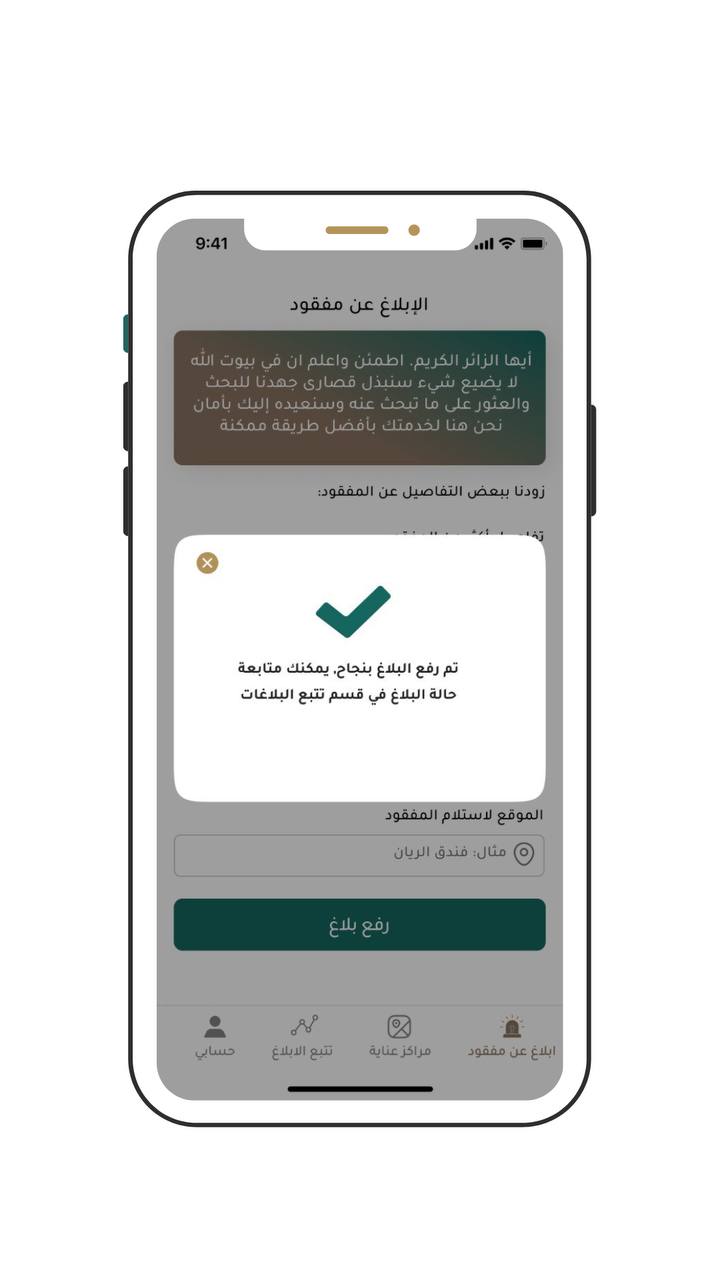 9:41
الإبلاغ عن مفقود
أيها الزائر الكريم. اطمئن واعلم ان في بيوت الله
لا يضيع شيء سنبذل قصارى جهدنا للبحث
والعثور على ما تبحث عنه وسنعيده إليك بأمان
نحن هنا لخدمتك بأفضل طريقة ممكنة
زودنا ببعض التفاصيل عن المفقود:
تم رفع البلاغ بنجاح, يمكنك متابعة
حالة البلاغ في قسم تتبع البلاغات
الموقع لاستلام المفقود
مثال: فندق الريان
رفع بلاغ
ابلاغ عن مفقود
مراكز عناية
تتبع الابلاغ
حسابي